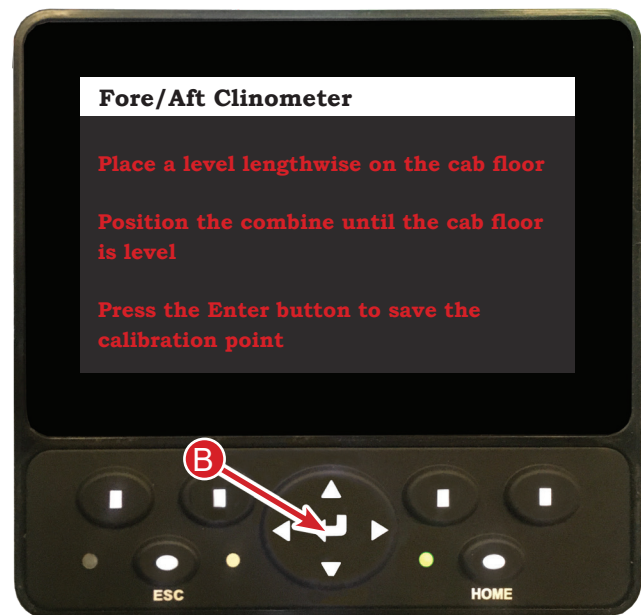 Fore/Aft Clinometer
Place a level lengthwise on the cab floor
Position the combine until the cab floor
is level
Press the Enter button to save the
calibration point
B
ESC
HOME